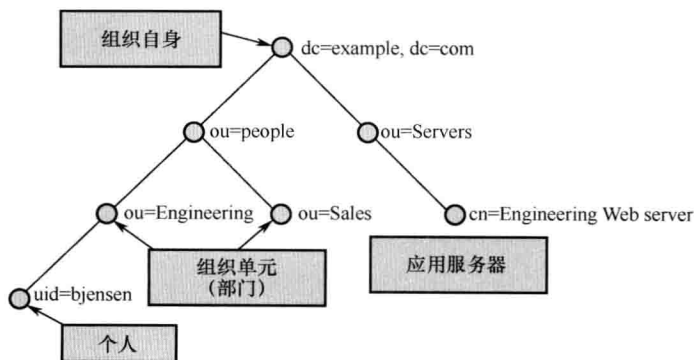 组织自身
dc=example, dc=com
ou=people
ou=Servers
ou=Engineering
ou=Sales
cn=Engineering Web server
组织单元
(部门)
应用服务器
uid=bjensen
个人